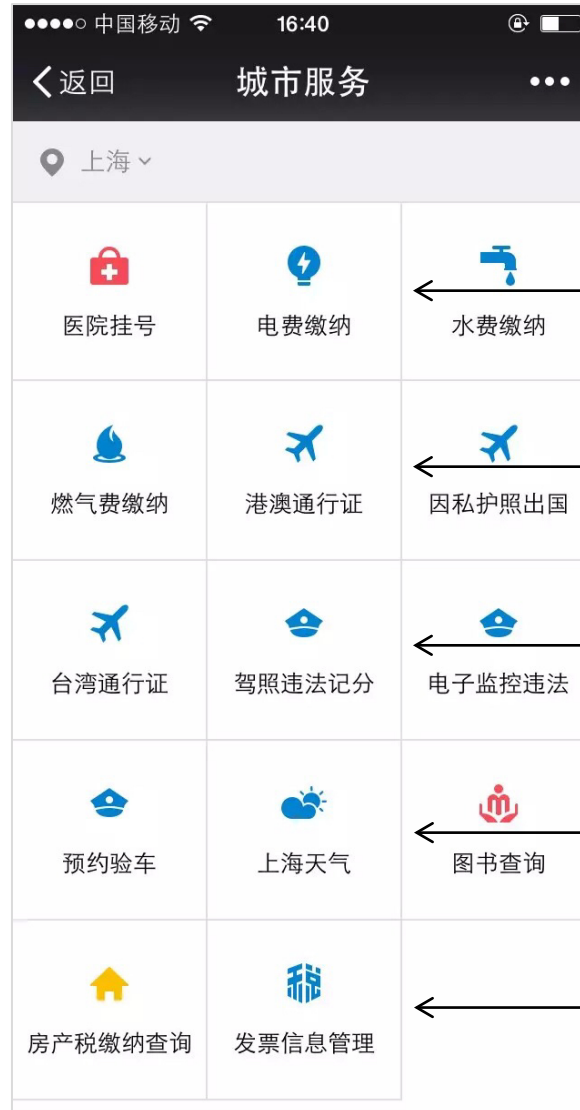 中国移动 16:40
返回 城市服务
上海
医院挂号 电费缴纳 水费缴纳
燃气费缴纳 港澳通行证 因私护照出国
台湾通行证 驾照违法记分 电子监控违法
预约验车 上海天气 图书查询
税
房产税缴纳查询 发票信息管理